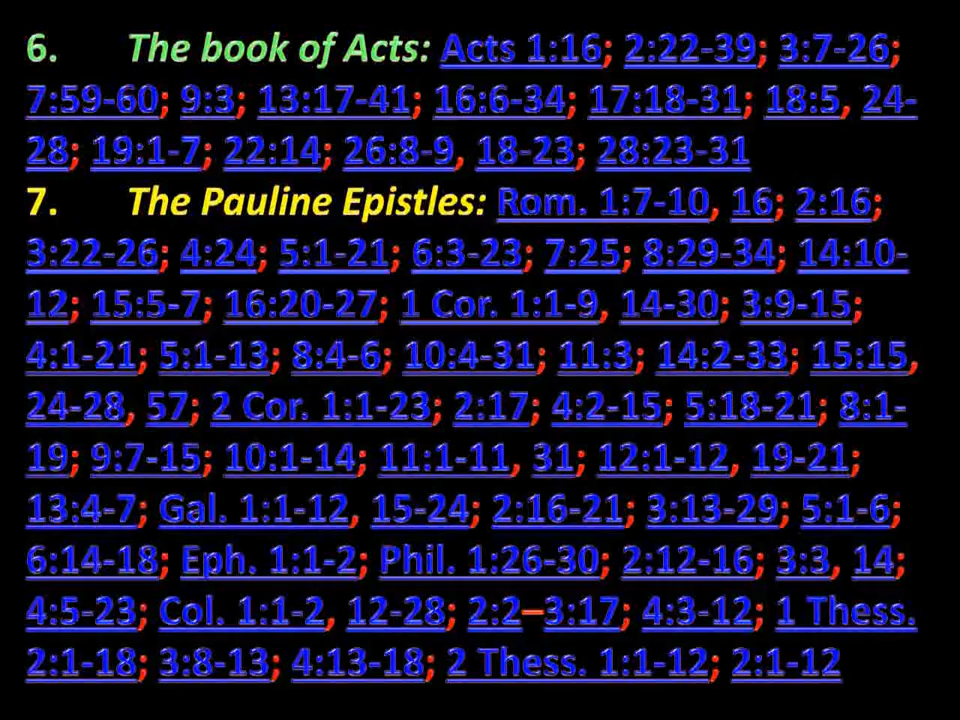 6. The book of Acts: Acts 1:16; 2:22-39; 3:7-26;
7:59-60; 9:3; 13:17-41; 16:6-34; 17:18-31; 18:5, 24-
28; 19:1-7; 22:14; 26:8-9, 18-23; 28:23-31
7. The Pauline Epistles: Rom. 1:7-10, 16; 2:16;
3:22-26; 4:24; 5:1-21; 6:3-23; 7:25; 8:29-34; 14:10-
12; 15:5-7; 16:20-27; 1 Cor. 1:1-9, 14-30; 3:9-15;
4:1-21; 5:1-13; 8:4-6; 10:4-31; 11:3; 14:2-33; 15:15,
24-28, 57; 2 Cor. 1:1-23; 2:17; 4:2-15; 5:18-21; 8:1-
19; 9:7-15; 10:1-14; 11:1-11, 31; 12:1-12, 19-21;
13:4-7; Gal. 1:1-12, 15-24; 2:16-21; 3:13-29; 5:1-6;
6:14-18; Eph. 1:1-2; Phil. 1:26-30; 2:12-16; 3:3, 14;
4:5-23; Col. 1:1-2, 12-28; 2:2–3:17; 4:3-12; 1 Thess.
2:1-18; 3:8-13; 4:13-18; 2 Thess. 1:1-12; 2:1-12